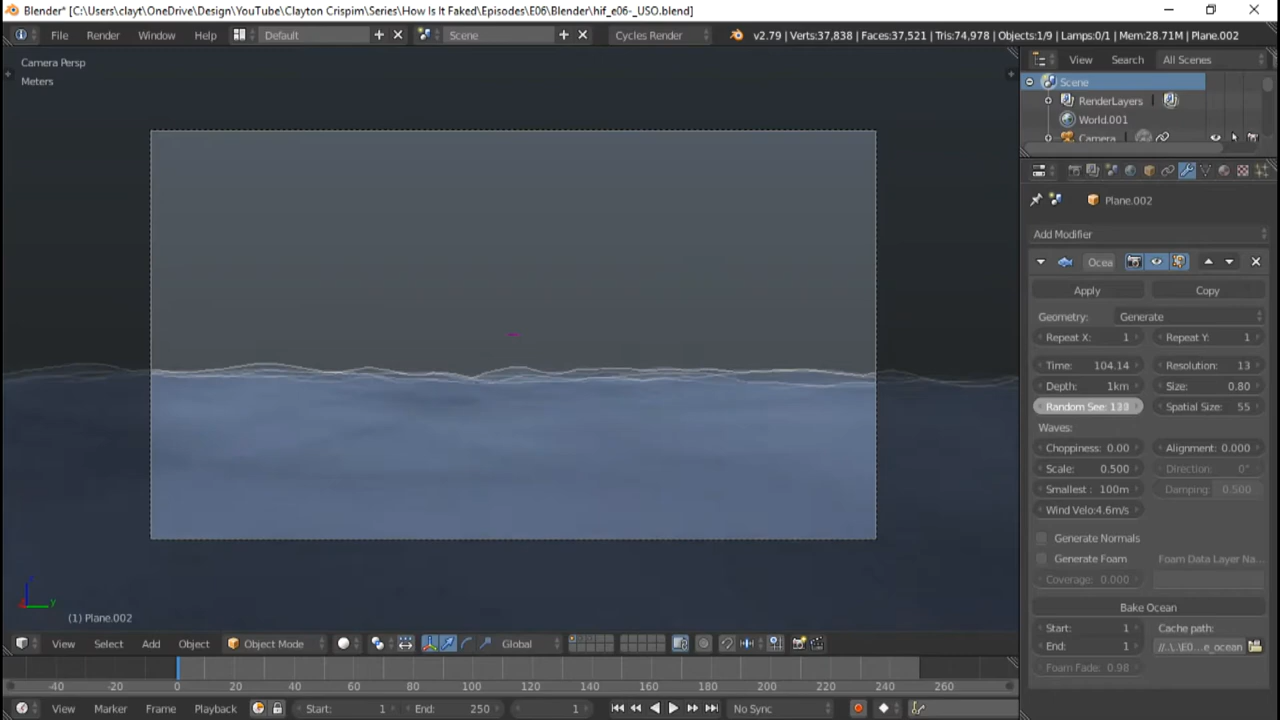 Blender* [C:\Users\clayt\OneDrive\Design\YouTube\Clayton Crispim\Series\How Is It Faked\Episodes\E06\Blender\hif_e06-_USO.blend]
File Render Window Help Default Scene Cycles Render v2.79 | Verts:37,838 | Faces:37,521 | Tris:74,978 | Objects:1/9 | Lamps:0/1 | Mem:28.71M | Plane.002
Camera Persp
Meters
View Search All Scenes
Scene
RenderLayers
World.001
Camera
Plane.002
Add Modifier
Ocea
Apply Copy
Geometry: Generate
Repeat X: 1 Repeat Y: 1
Time: 104.14 Resolution: 13
Depth: 1km Size: 0.80
Random See: Spatial Size: 55
Waves:
Choppiness: 0.00 Alignment: 0.000
Scale: 0.500 Direction: 0°
Smallest : 100m Damping: 0.500
Wind Velo:4.6m/s
Generate Normals
Generate Foam Foam Data Layer Na...
Coverage: 0.000
Bake Ocean
Start: 1 Cache path:
End: 1 //..\..\E0...e_ocean
Foam Fade: 0.98
z
y
(1) Plane.002
View Select Add Object Object Mode Global
-40 -20 0 20 40 60 80 100 120 140 160 180 200 220 240 260
View Marker Frame Playback Start: 1 End: 250 1 No Sync